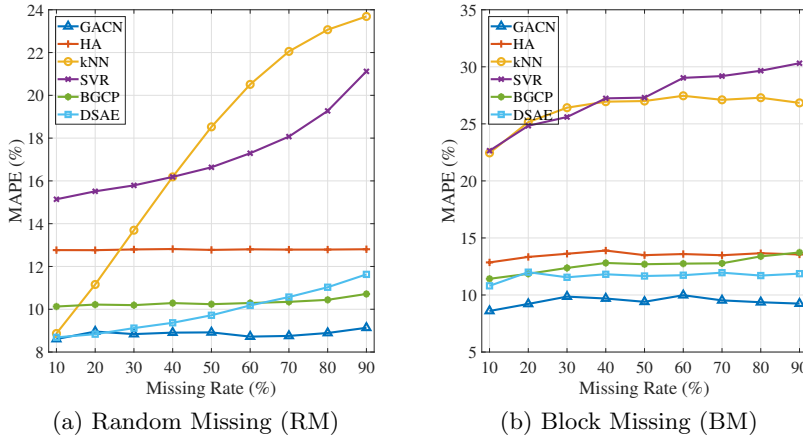 GACN
HA
kNN
SVR
BGCP
DSAE
24
22
20
18
16
14
12
10
8
MAPE (%)
10 20 30 40 50 60 70 80 90
Missing Rate (%)
(a) Random Missing (RM)
GACN
HA
kNN
SVR
BGCP
DSAE
35
30
25
20
15
10
5
MAPE (%)
10 20 30 40 50 60 70 80 90
Missing Rate (%)
(b) Block Missing (BM)